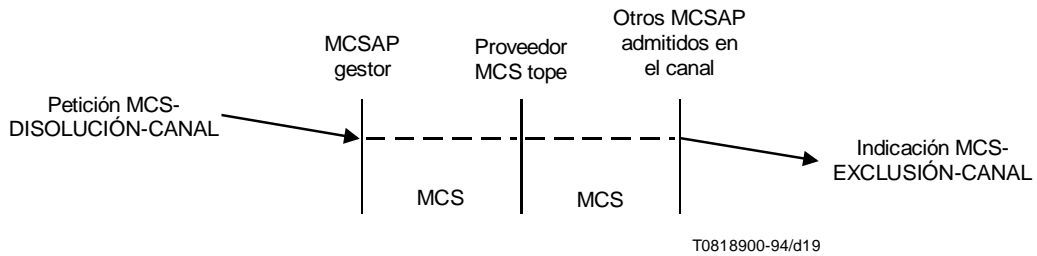 MCSAP
gestor
Proveedor
MCS tope
Otros MCSAP
admitidos en
el canal
Petición MCS-
DISOLUCIÓN-CANAL
Indicación MCS-
EXCLUSIÓN-CANAL
MCS
MCS
T0818900-94/d19